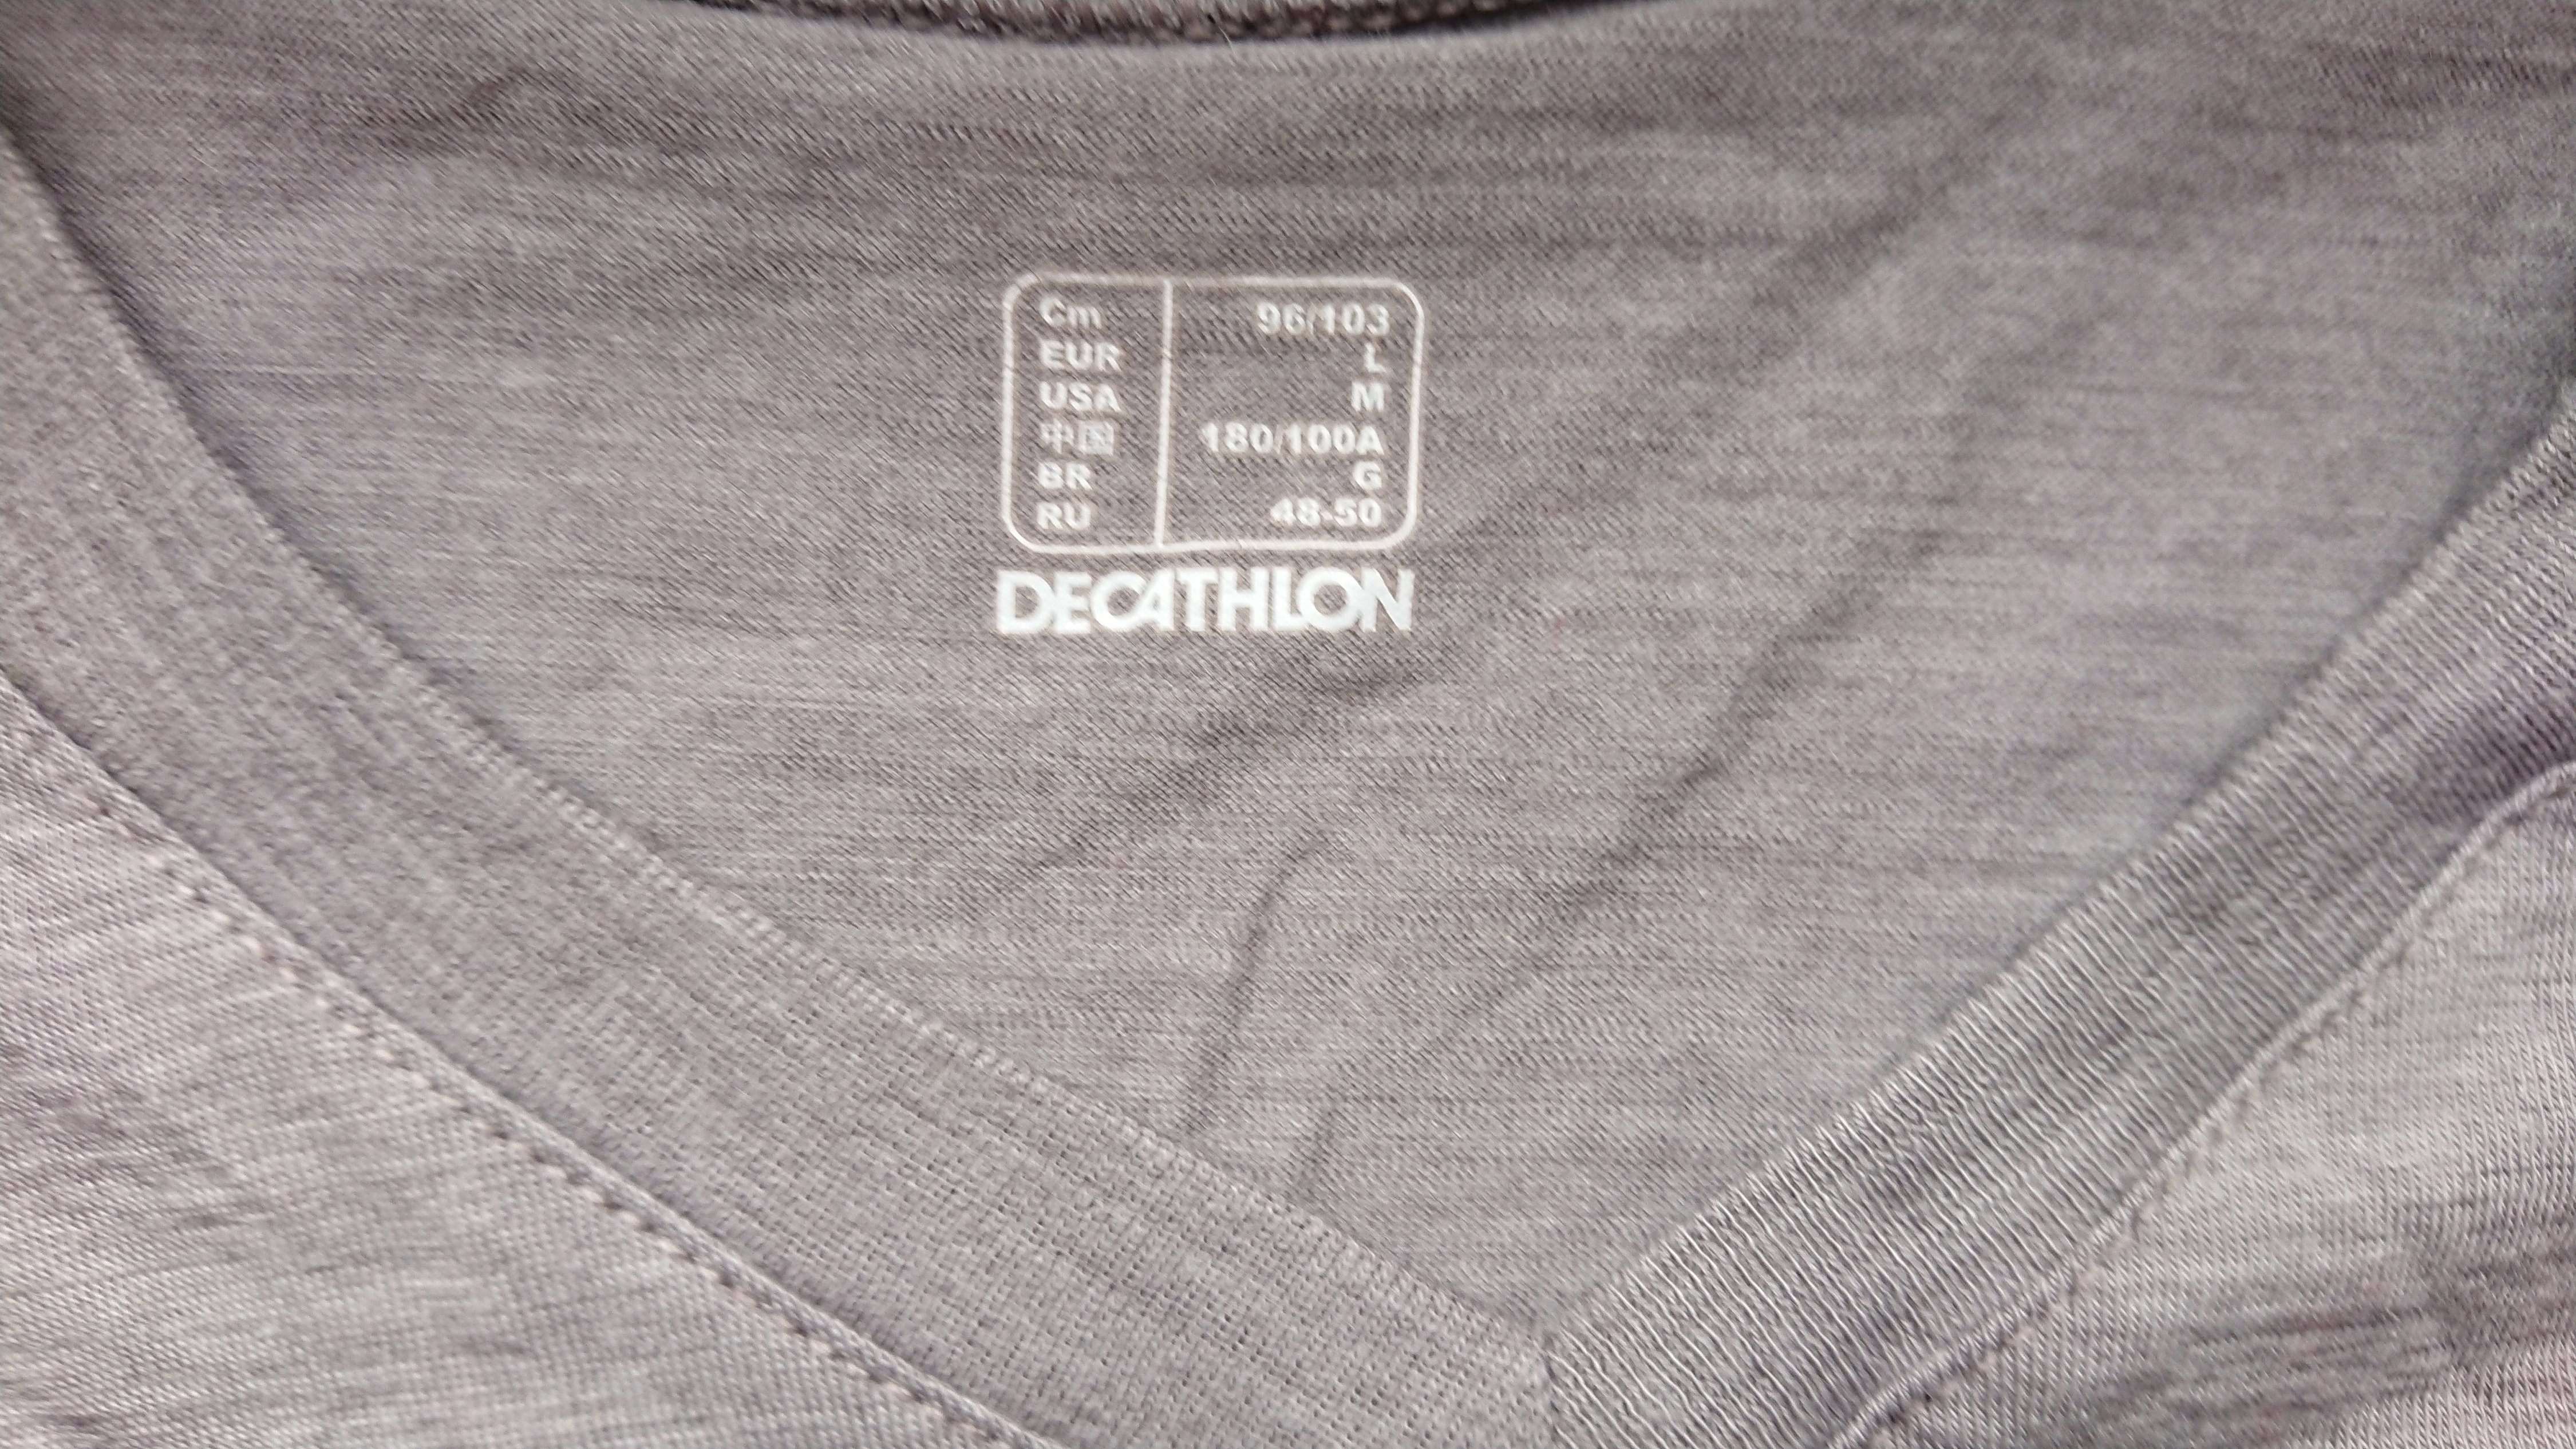 Cm 96/103
EUR L
USA M
中国 180/100A
BR G
RU 48-50
DECATHLON